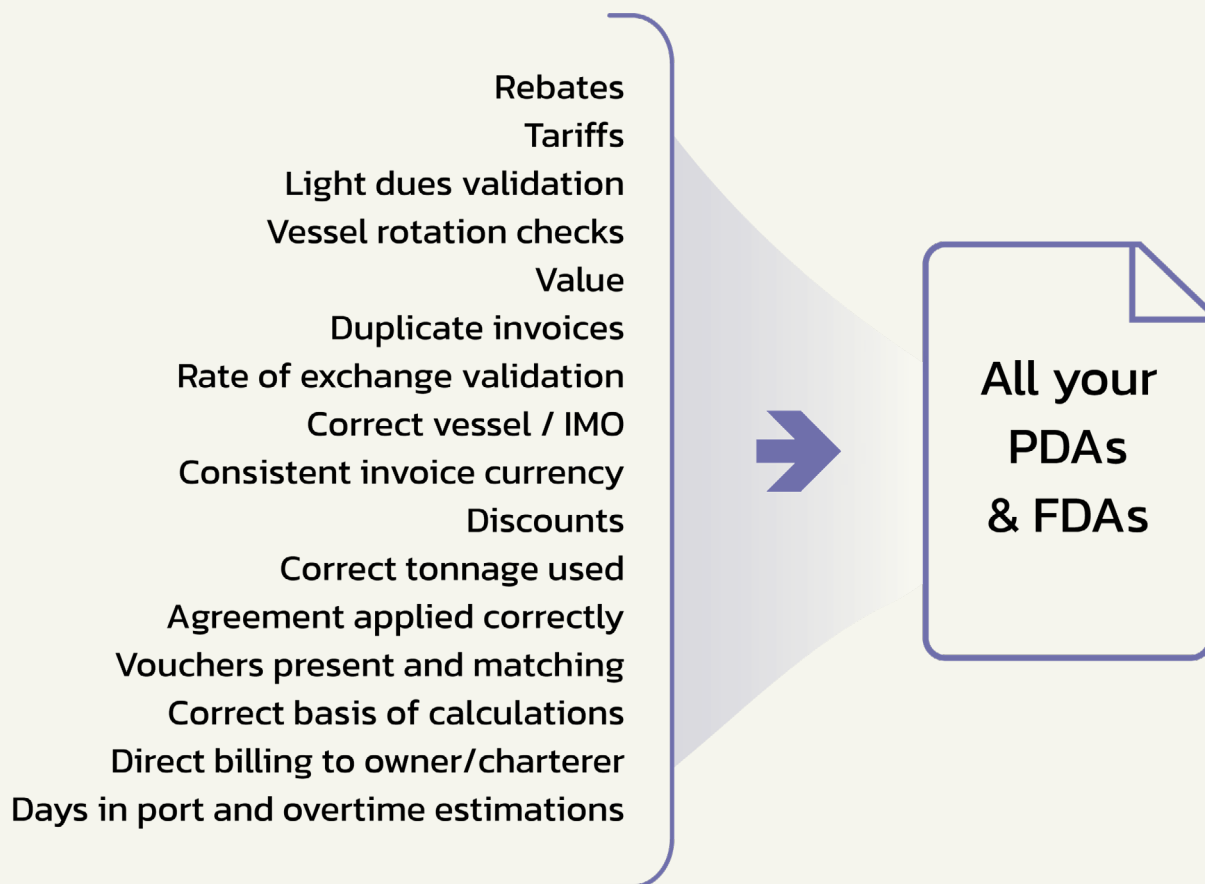 Rebates
Tariffs
Light dues validation
Vessel rotation checks
Value
Duplicate invoices
Rate of exchange validation
Correct vessel / IMO
Consistent invoice currency
Discounts
Correct tonnage used
Agreement applied correctly
Vouchers present and matching
Correct basis of calculations
Direct billing to owner/charterer
Days in port and overtime estimations
All your
PDAs
& FDAs